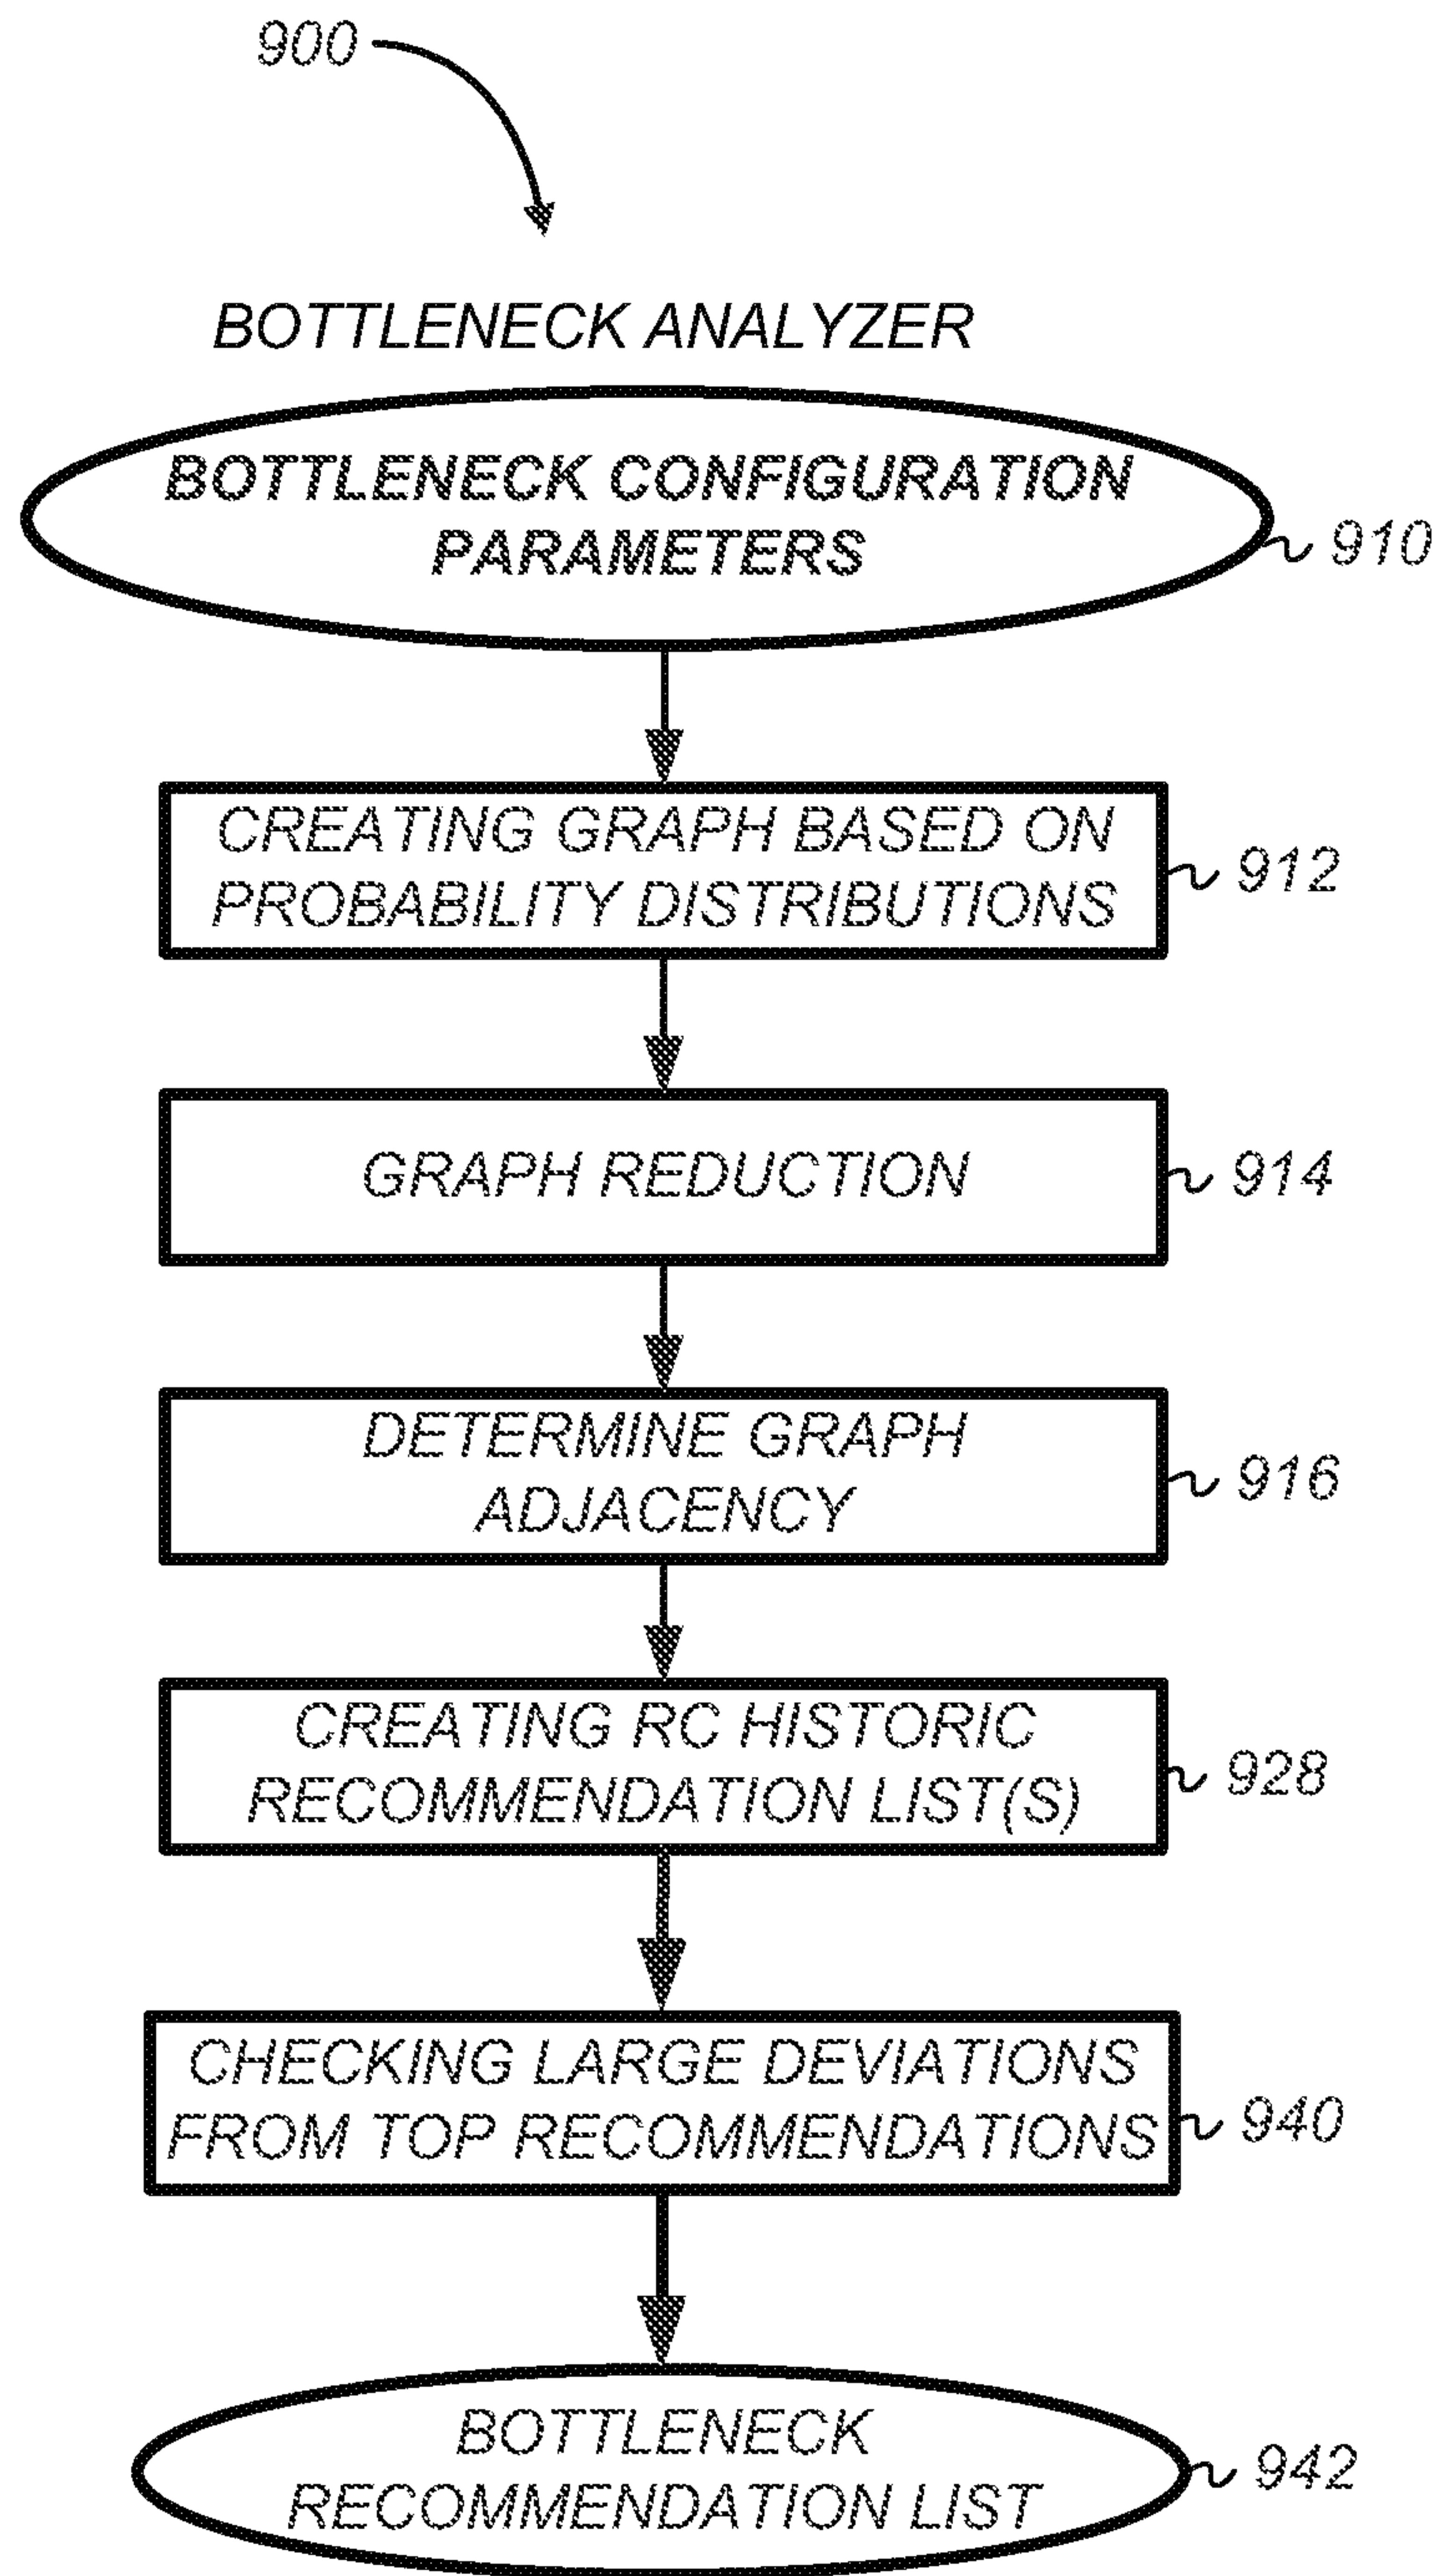 900
BOTTLENECK ANALYZER
BOTTLENECK CONFIGURATION
PARAMETERS
910
CREATING GRAPH BASED ON
PROBABILITY DISTRIBUTIONS
912
GRAPH REDUCTION
914
DETERMINE GRAPH
ADJACENCY
916
CREATING RC HISTORIC
RECOMMENDATION LIST(S)
928
CHECKING LARGE DEVIATIONS
FROM TOP RECOMMENDATIONS
940
BOTTLENECK
RECOMMENDATION LIST
942